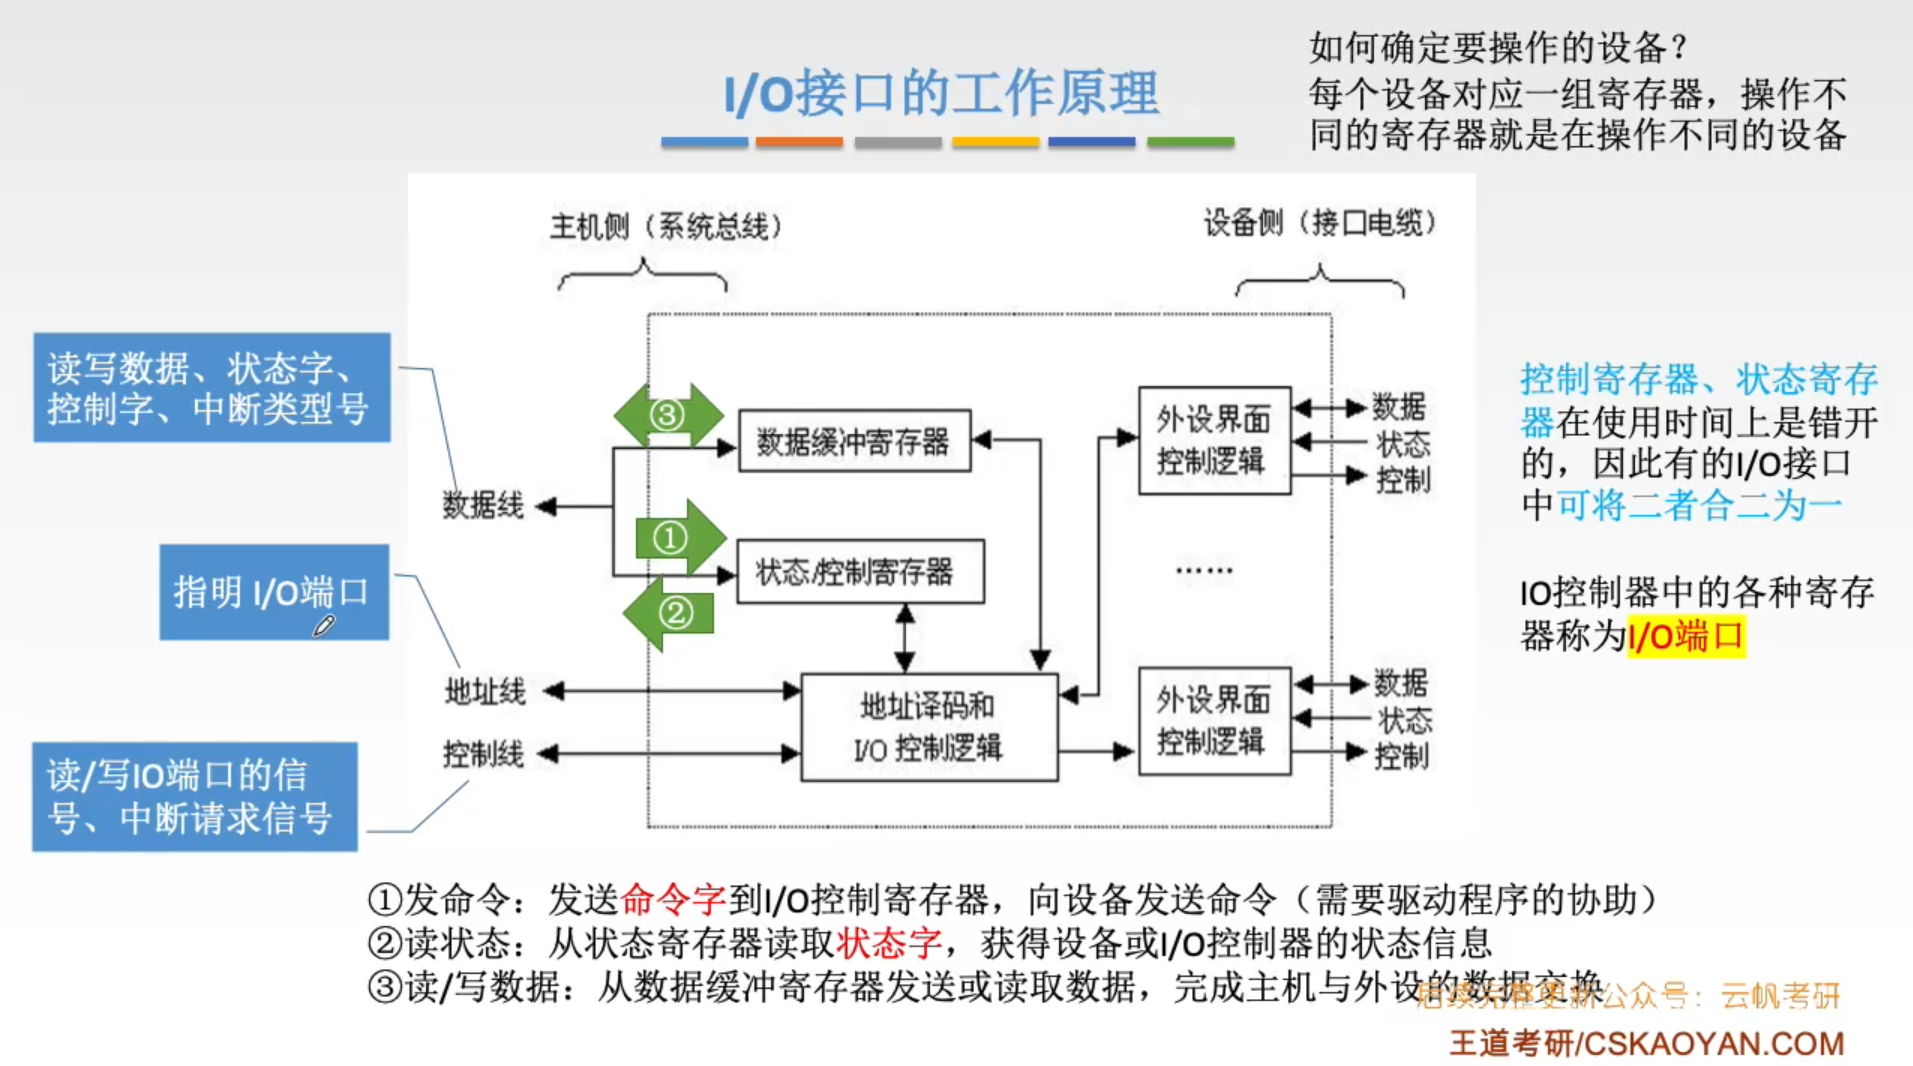 I/O接口的工作原理
如何确定要操作的设备？
每个设备对应一组寄存器，操作不
同的寄存器就是在操作不同的设备
主机侧（系统总线）
设备侧（接口电缆）
读写数据、状态字、
控制字、中断类型号
指明 I/O端口
读/写IO端口的信
号、中断请求信号
数据线
地址线
控制线
③
①
②
数据缓冲寄存器
状态/控制寄存器
地址译码和
I/O 控制逻辑
外设界面
控制逻辑
数据
状态
控制
……
外设界面
控制逻辑
数据
状态
控制
控制寄存器、状态寄存
器在使用时间上是错开
的，因此有的I/O接口
中可将二者合二为一
IO控制器中的各种寄存
器称为I/O端口
①发命令：发送命令字到I/O控制寄存器，向设备发送命令（需要驱动程序的协助）
②读状态：从状态寄存器读取状态字，获得设备或I/O控制器的状态信息
③读/写数据：从数据缓冲寄存器发送或读取数据，完成主机与外设的数据交换
后续完整更新公众号：云帆考研
王道考研/CSKAOYAN.COM